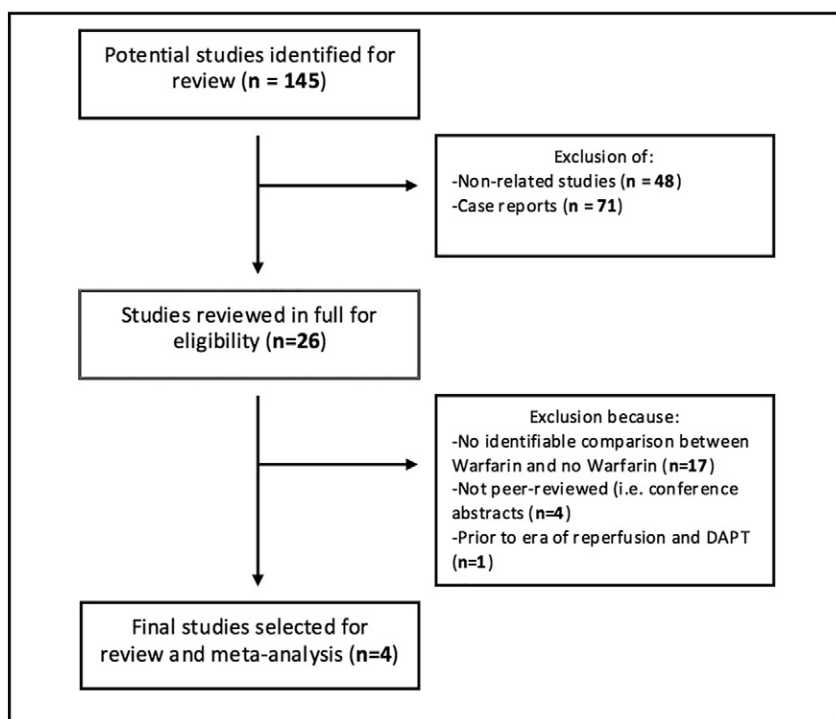 Potential studies identified for
review (n = 145)
Exclusion of:
-Non-related studies (n = 48)
-Case reports (n = 71)
Studies reviewed in full for
eligibility (n=26)
Exclusion because:
-No identifiable comparison between
Warfarin and no Warfarin (n=17)
-Not peer-reviewed (i.e. conference
abstracts (n=4)
-Prior to era of reperfusion and DAPT
(n=1)
Final studies selected for
review and meta-analysis (n=4)